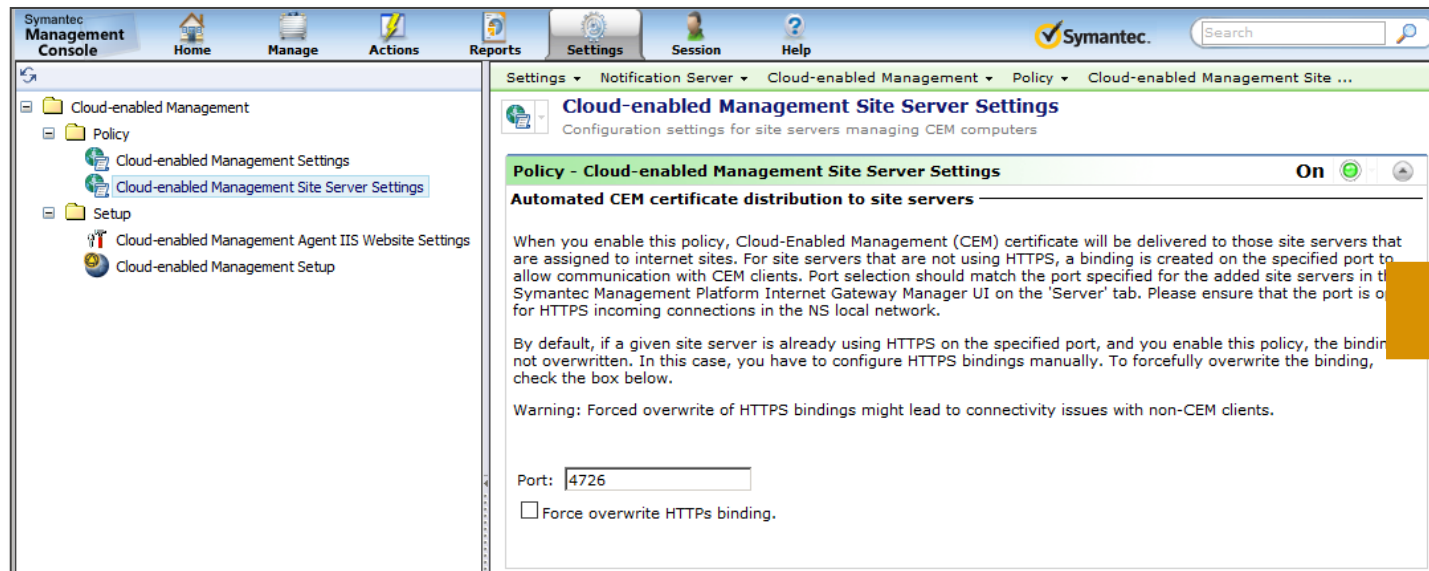 Symantec
Management
Console
Home
Manage
Actions
Reports
Settings
Session
Help
Symantec.
Search
Settings Notification Server Cloud-enabled Management Policy Cloud-enabled Management Site ...
Cloud-enabled Management
Policy
Cloud-enabled Management Settings
Cloud-enabled Management Site Server Settings
Setup
Cloud-enabled Management Agent IIS Website Settings
Cloud-enabled Management Setup
Cloud-enabled Management Site Server Settings
Configuration settings for site servers managing CEM computers
Policy - Cloud-enabled Management Site Server Settings On
Automated CEM certificate distribution to site servers
When you enable this policy, Cloud-Enabled Management (CEM) certificate will be delivered to those site servers that
are assigned to internet sites. For site servers that are not using HTTPS, a binding is created on the specified port to
allow communication with CEM clients. Port selection should match the port specified for the added site servers in
Symantec Management Platform Internet Gateway Manager UI on the 'Server' tab. Please ensure that the port is
for HTTPS incoming connections in the NS local network.
By default, if a given site server is already using HTTPS on the specified port, and you enable this policy, the
not overwritten. In this case, you have to configure HTTPS bindings manually. To forcefully overwrite the binding,
check the box below.
Warning: Forced overwrite of HTTPS bindings might lead to connectivity issues with non-CEM clients.
Port: 4726
Force overwrite HTTPs binding.